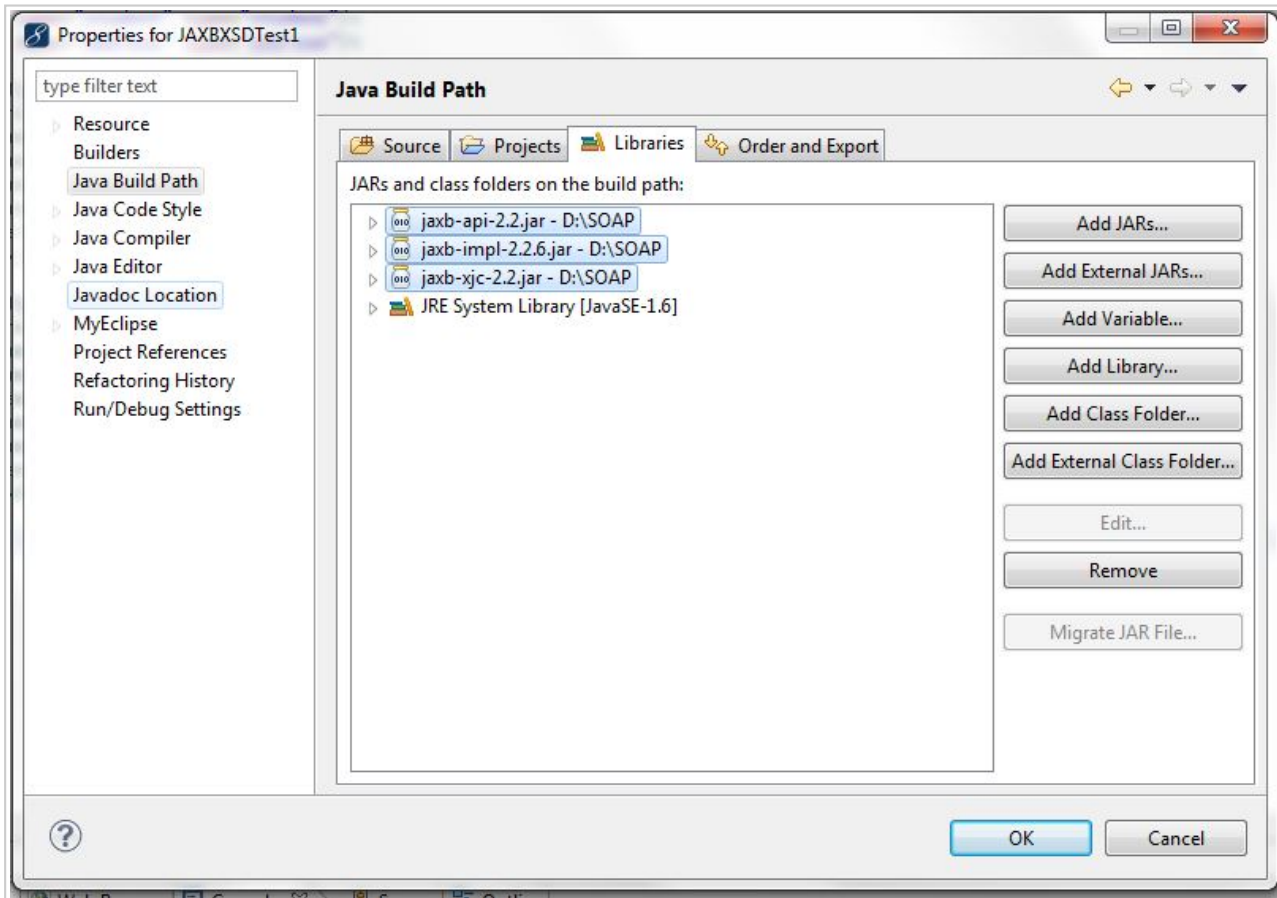 Properties for JAXBXSDTest1
type filter text
Resource
Builders
Java Build Path
Java Code Style
Java Compiler
Java Editor
Javadoc Location
MyEclipse
Project References
Refactoring History
Run/Debug Settings
Java Build Path
Source Projects Libraries Order and Export
JARs and class folders on the build path:
jaxb-api-2.2.jar - D:\SOAP
jaxb-impl-2.2.6.jar - D:\SOAP
jaxb-xjc-2.2.jar - D:\SOAP
JRE System Library [JavaSE-1.6]
Add JARs...
Add External JARs...
Add Variable...
Add Library...
Add Class Folder...
Add External Class Folder...
Edit...
Remove
Migrate JAR File...
OK Cancel